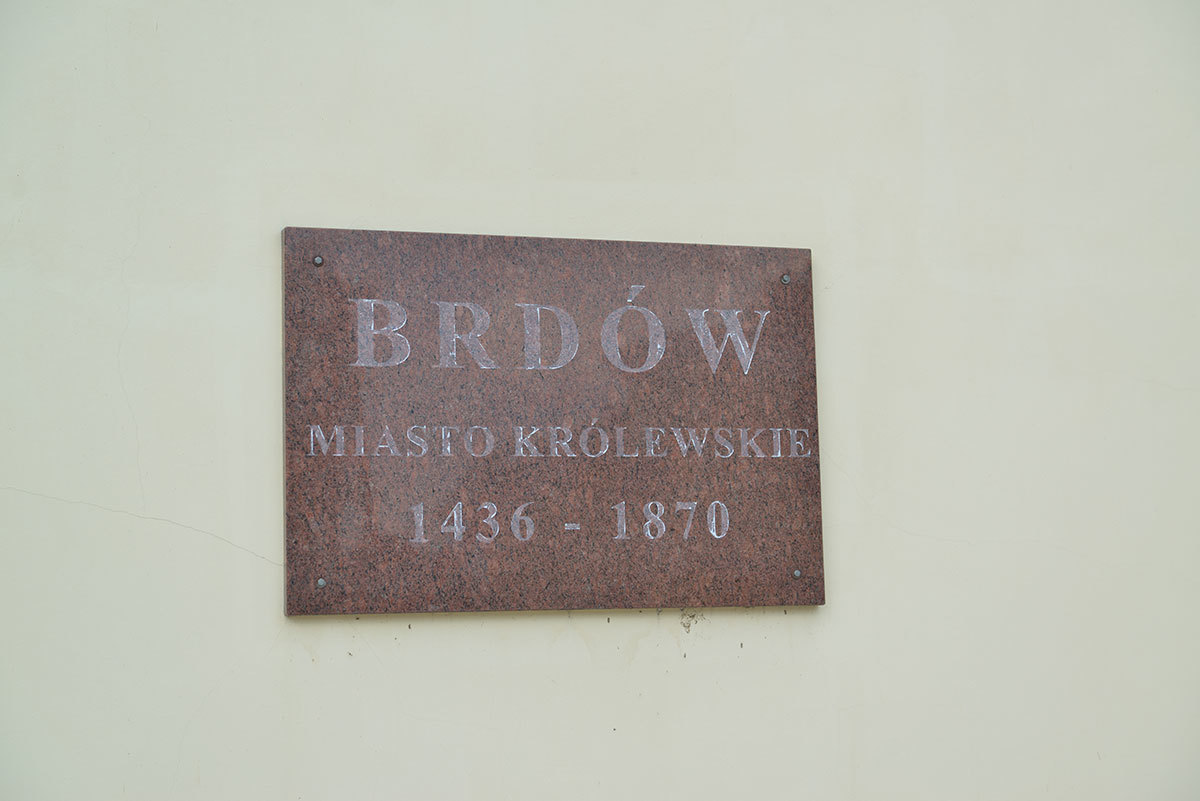 BRDÓW
MIASTO KRÓLEWSKIE
1436 - 1870